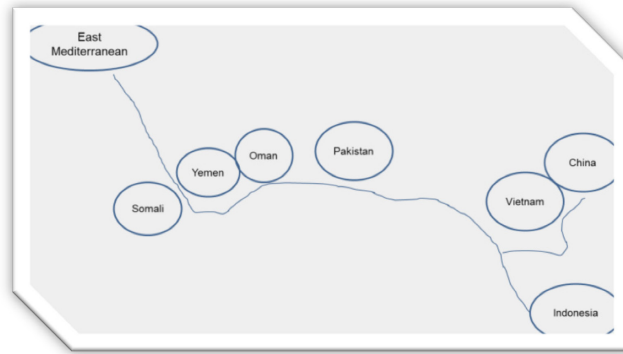 East
Mediterranean
Pakistan
Oman
China
Yemen
Vietnam
Somali
Indonesia